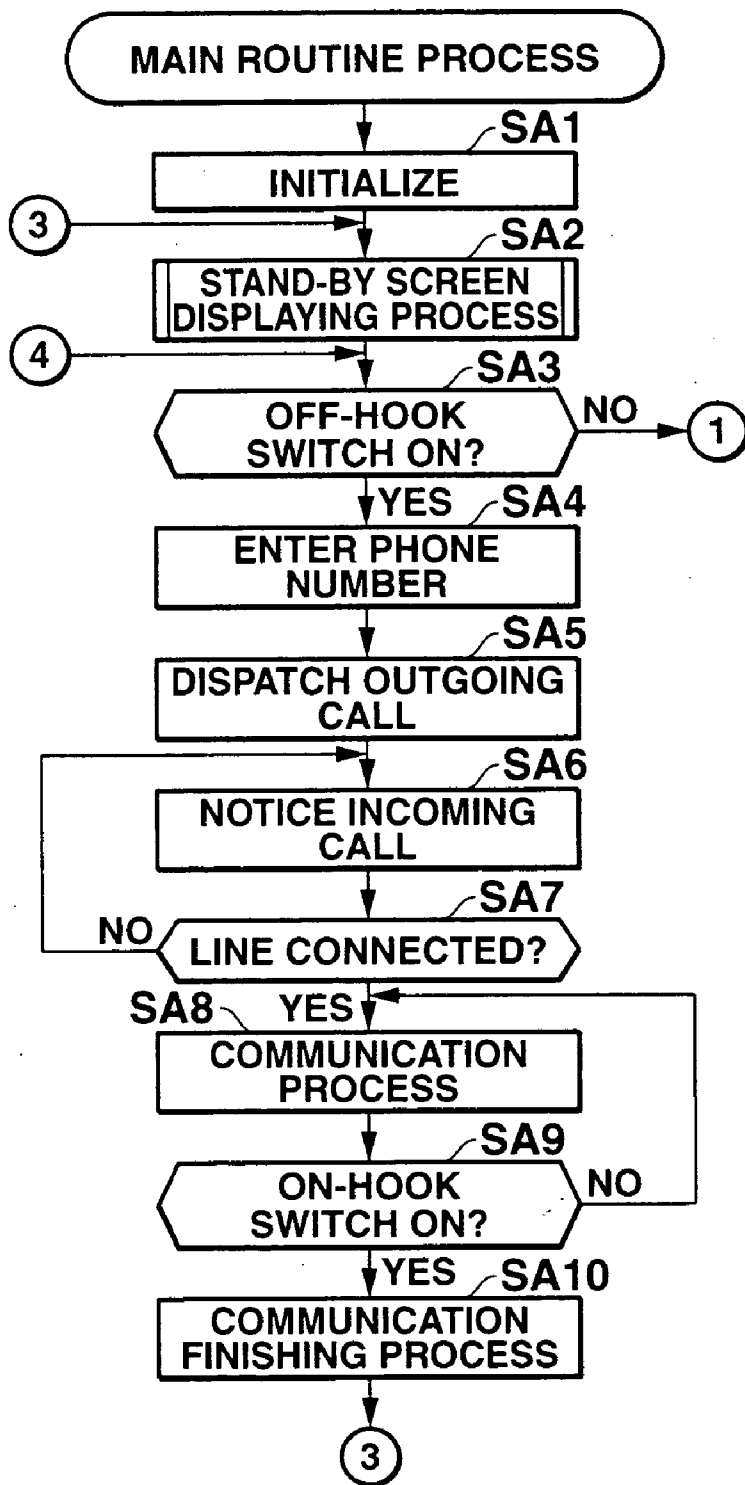 MAIN ROUTINE PROCESS
SA1
INITIALIZE
3
SA2
STAND-BY SCREEN
DISPLAYING PROCESS
4
SA3
OFF-HOOK
SWITCH ON?
NO
1
YES
SA4
ENTER PHONE
NUMBER
SA5
DISPATCH OUTGOING
CALL
SA6
NOTICE INCOMING
CALL
SA7
NO
LINE CONNECTED?
YES
SA8
COMMUNICATION
PROCESS
SA9
ON-HOOK
SWITCH ON?
NO
YES
SA10
COMMUNICATION
FINISHING PROCESS
3